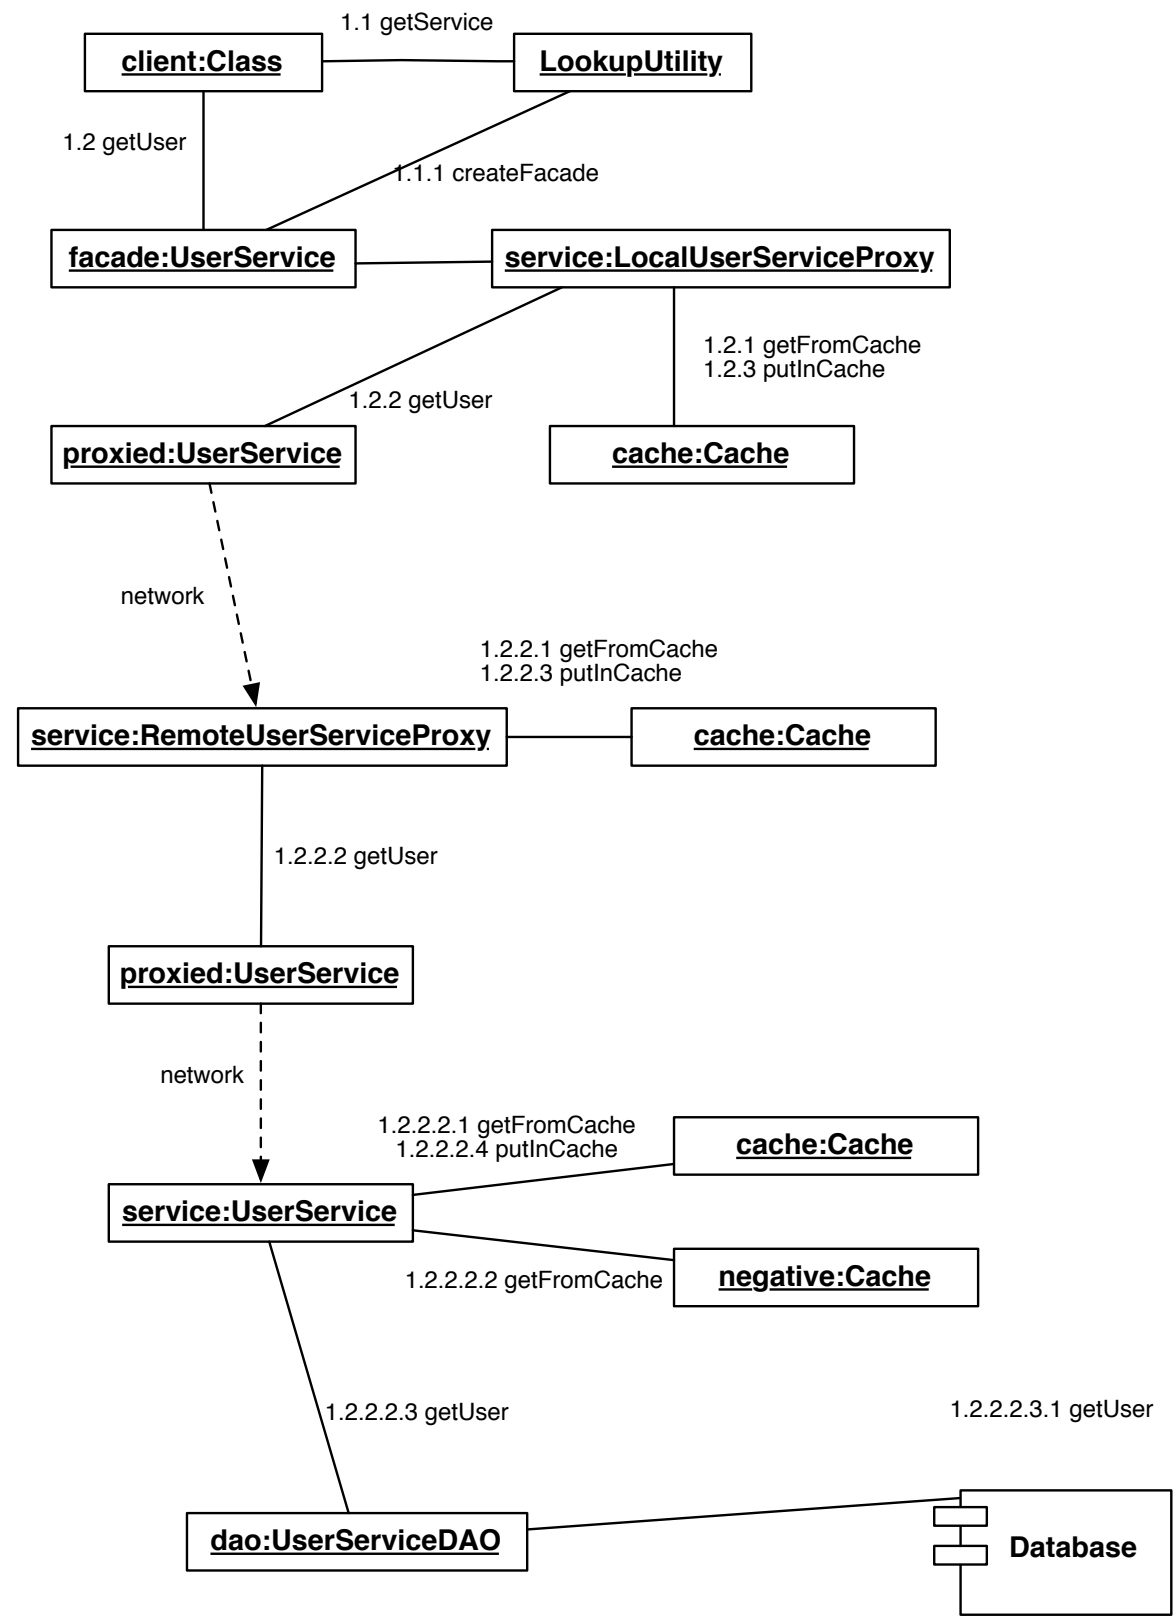 1.1 getService
client:Class
LookupUtility
1.2 getUser
1.1.1 createFacade
facade:UserService
service:LocalUserServiceProxy
1.2.1 getFromCache
1.2.3 putInCache
1.2.2 getUser
proxied:UserService
cache:Cache
network
1.2.2.1 getFromCache
1.2.2.3 putInCache
service:RemoteUserServiceProxy
cache:Cache
1.2.2.2 getUser
proxied:UserService
network
1.2.2.2.1 getFromCache
1.2.2.2.4 putInCache
cache:Cache
service:UserService
1.2.2.2.2 getFromCache
negative:Cache
1.2.2.2.3 getUser
1.2.2.2.3.1 getUser
dao:UserServiceDAO
Database